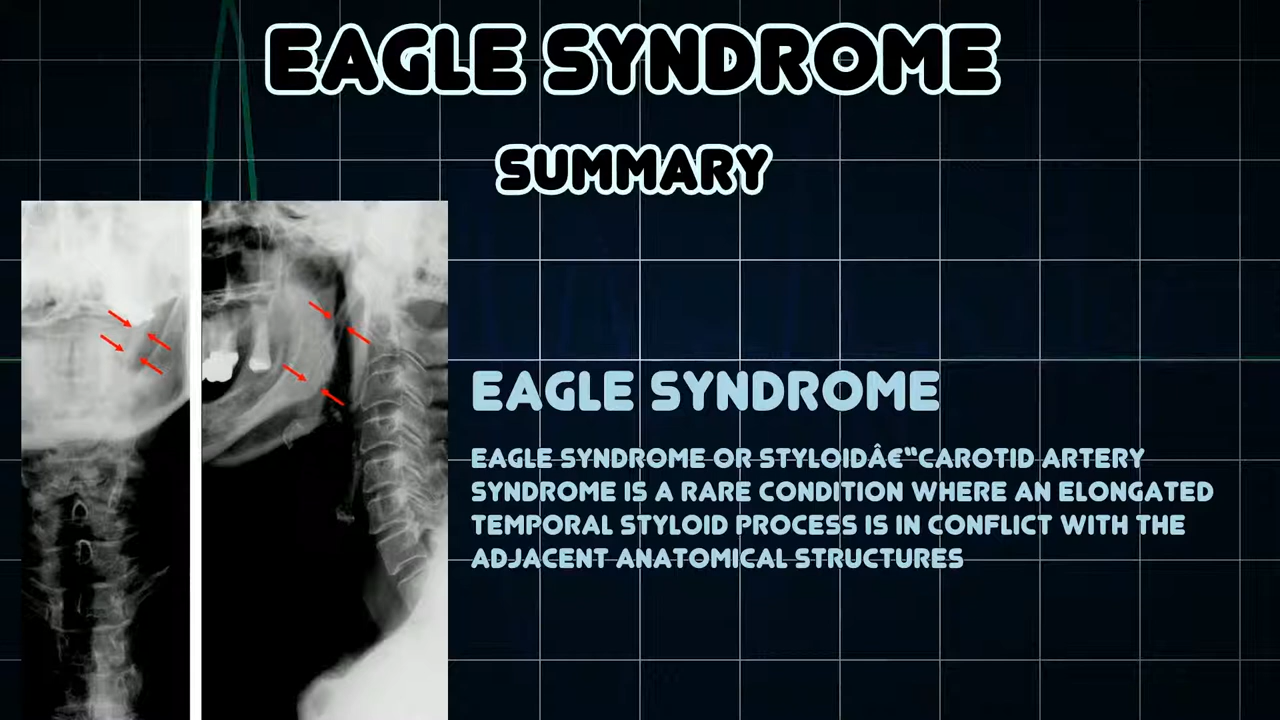 EAGLE SYNDROME
SUMMARY
EAGLE SYNDROME
EAGLE SYNDROME OR STYLOIDÂ€“CAROTID ARTERY
SYNDROME IS A RARE CONDITION WHERE AN ELONGATED
TEMPORAL STYLOID PROCESS IS IN CONFLICT WITH THE
ADJACENT ANATOMICAL STRUCTURES